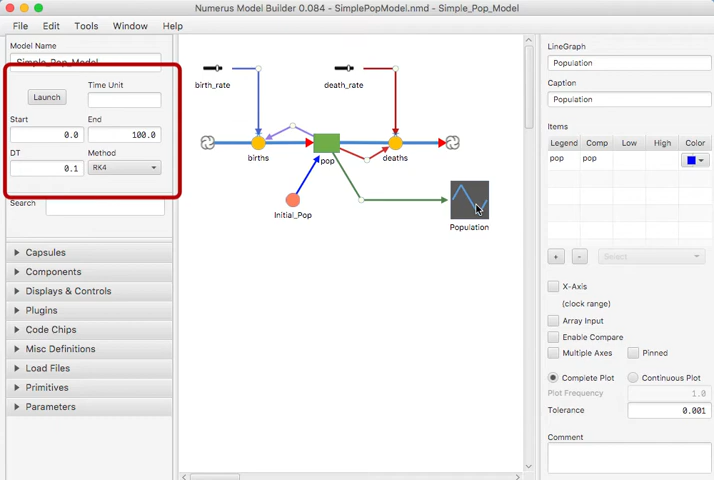 Numerus Model Builder 0.084 - SimplePopModel.nmd - Simple_Pop_Model
File Edit Tools Window Help
Model Name
Simple_Pop_Model
Launch
Time Unit
Start End
0.0 100.0
DT Method
0.1 RK4
Search
Capsules
Components
Displays & Controls
Plugins
Code Chips
Misc Definitions
Load Files
Primitives
Parameters
birth_rate death_rate
births pop deaths
Initial_Pop
Population
LineGraph
Population
Caption
Population
Items
Legend Comp Low High Color
pop pop
+ - Select
X-Axis
(clock range)
Array Input
Enable Compare
Multiple Axes Pinned
Complete Plot Continuous Plot
Plot Frequency 1.0
Tolerance 0.001
Comment